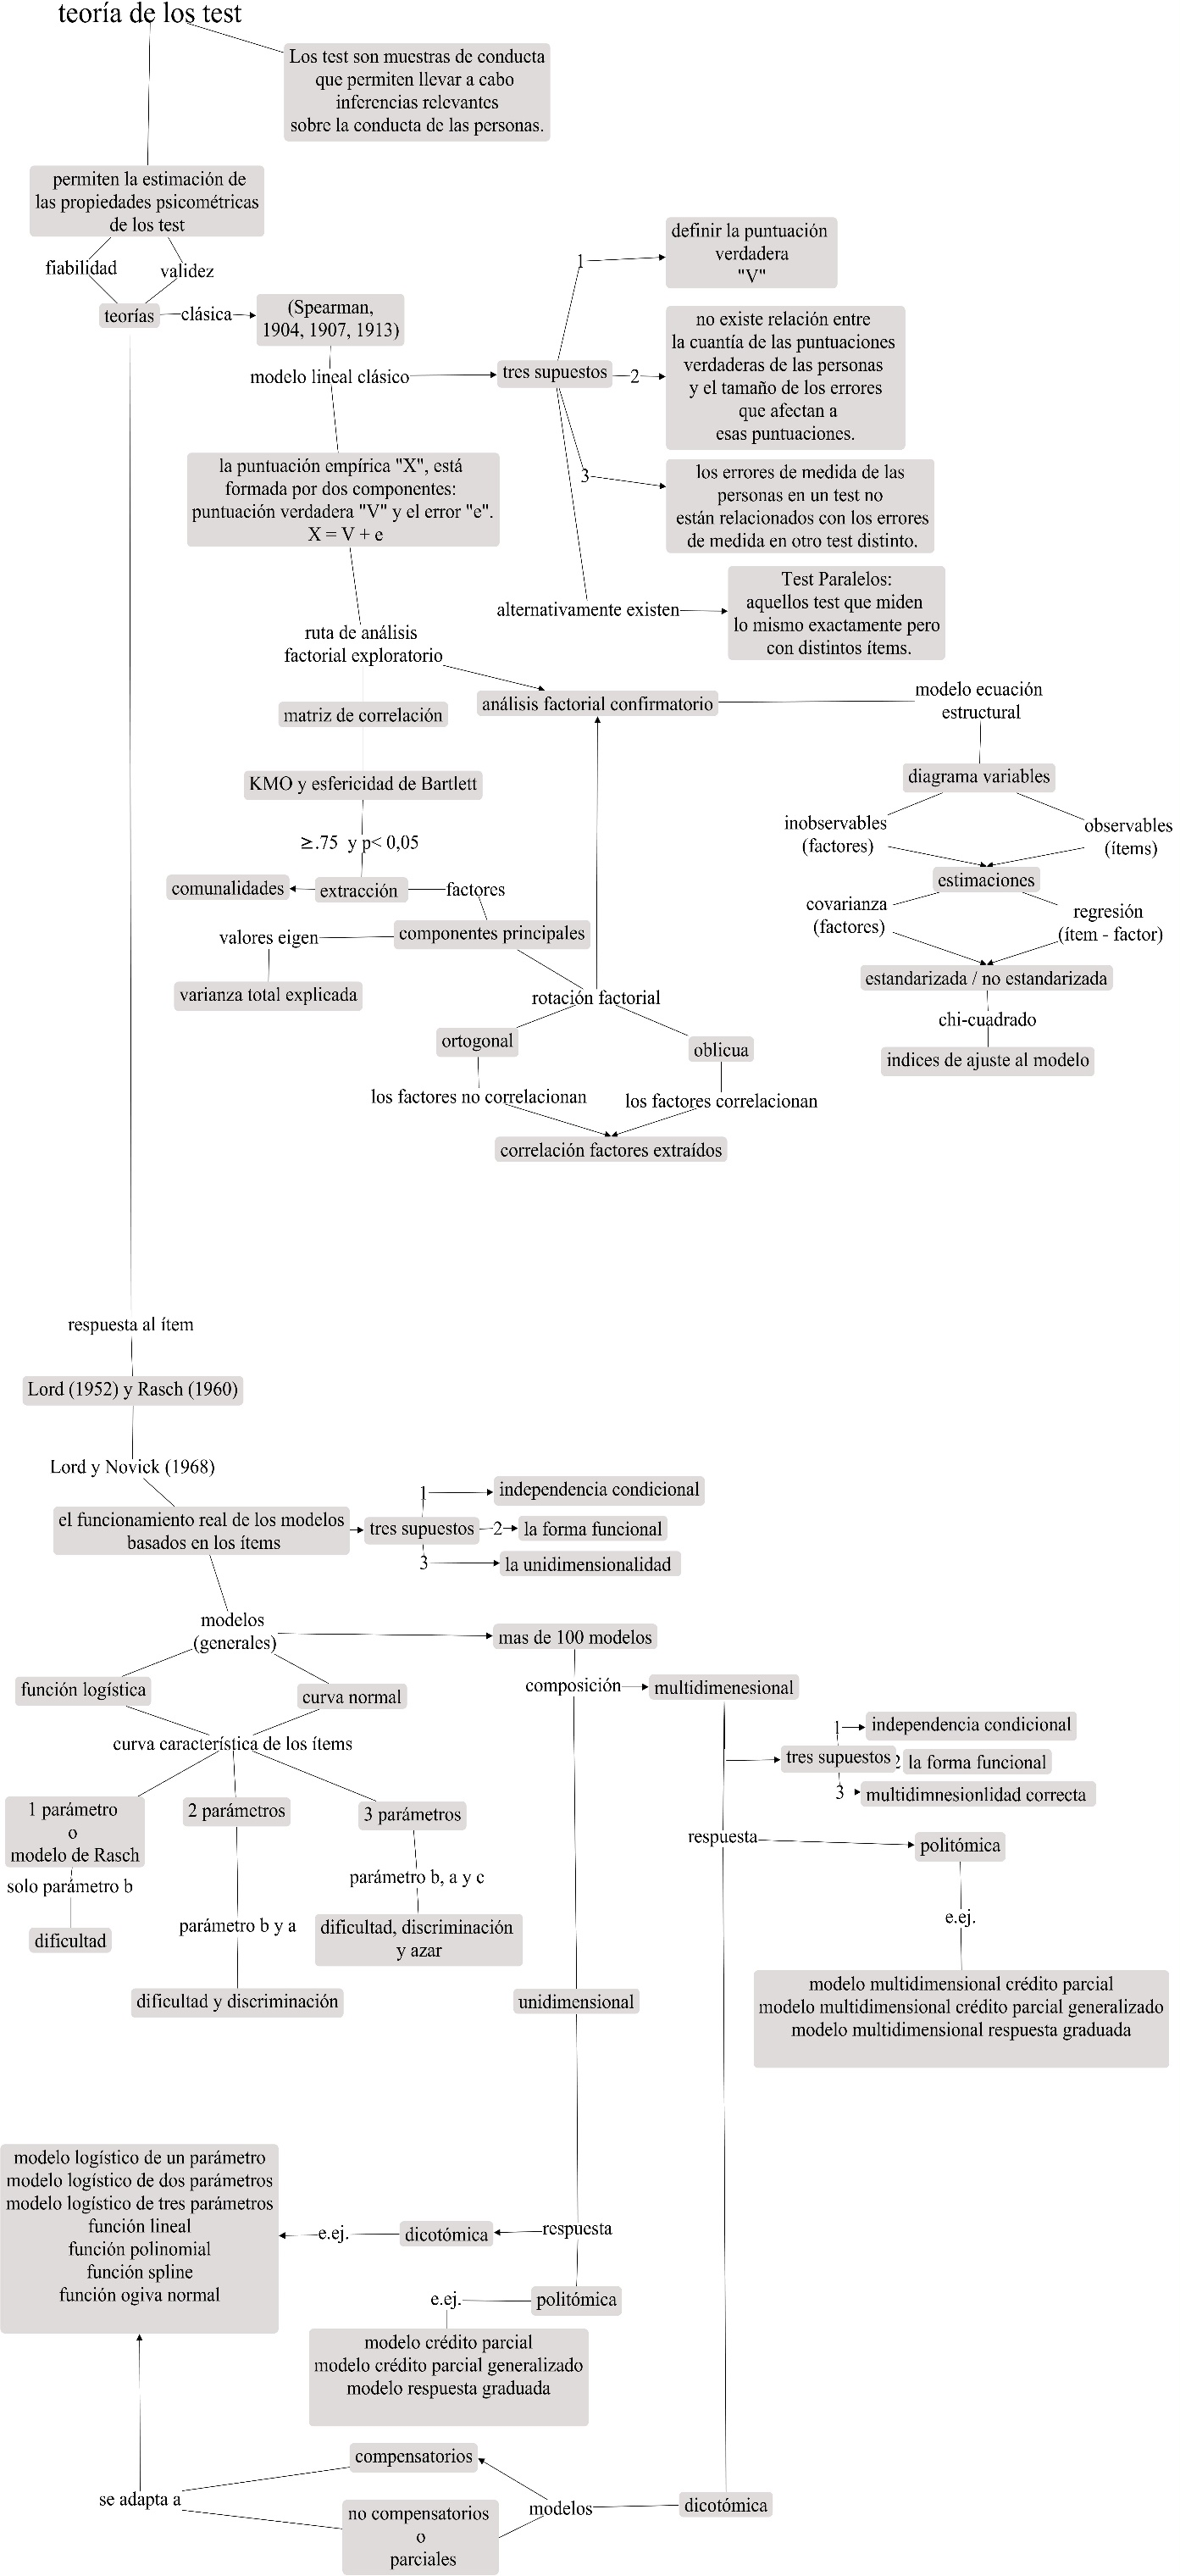 teoría de los test
Los test son muestras de conducta
que permiten llevar a cabo
inferencias relevantes
sobre la conducta de las personas.
permiten la estimación de
las propiedades psicométricas
de los test
fiabilidad
validez
teorías
clásica
(Spearman,
1904, 1907, 1913)
modelo lineal clásico
tres supuestos
1
definir la puntuación
verdadera
"V"
2
no existe relación entre
la cuantía de las puntuaciones
verdaderas de las personas
y el tamaño de los errores
que afectan a
esas puntuaciones.
3
los errores de medida de las
personas en un test no
están relacionados con los errores
de medida en otro test distinto.
alternativamente existen
Test Paralelos:
aquellos test que miden
lo mismo exactamente pero
con distintos ítems.
la puntuación empírica "X", está
formada por dos componentes:
puntuación verdadera "V" y el error "e".
X = V + e
ruta de análisis
factorial exploratorio
matriz de correlación
KMO y esfericidad de Bartlett
≥.75 y p< 0,05
comunalidades
extracción
factores
componentes principales
valores eigen
varianza total explicada
rotación factorial
ortogonal
oblicua
los factores no correlacionan
los factores correlacionan
correlación factores extraídos
análisis factorial confirmatorio
modelo ecuación
estructural
diagrama variables
inobservables
(factores)
observables
(ítems)
estimaciones
covarianza
(factores)
regresión
(ítem - factor)
estandarizada / no estandarizada
chi-cuadrado
indices de ajuste al modelo
respuesta al ítem
Lord (1952) y Rasch (1960)
Lord y Novick (1968)
el funcionamiento real de los modelos
basados en los ítems
tres supuestos
1
independencia condicional
2
la forma funcional
3
la unidimensionalidad
modelos
(generales)
función logística
curva normal
curva característica de los ítems
1 parámetro
o
modelo de Rasch
solo parámetro b
dificultad
2 parámetros
parámetro b y a
dificultad y discriminación
3 parámetros
parámetro b, a y c
dificultad, discriminación
y azar
mas de 100 modelos
composición
multidimenesional
tres supuestos
1
independencia condicional
2
la forma funcional
3
multidimnesionlidad correcta
respuesta
politómica
e.ej.
modelo multidimensional crédito parcial
modelo multidimensional crédito parcial generalizado
modelo multidimensional respuesta graduada
unidimensional
respuesta
dicotómica
e.ej.
modelo logístico de un parámetro
modelo logístico de dos parámetros
modelo logístico de tres parámetros
función lineal
función polinomial
función spline
función ogiva normal
politómica
e.ej.
modelo crédito parcial
modelo crédito parcial generalizado
modelo respuesta graduada
dicotómica
modelos
compensatorios
no compensatorios
o
parciales
se adapta a